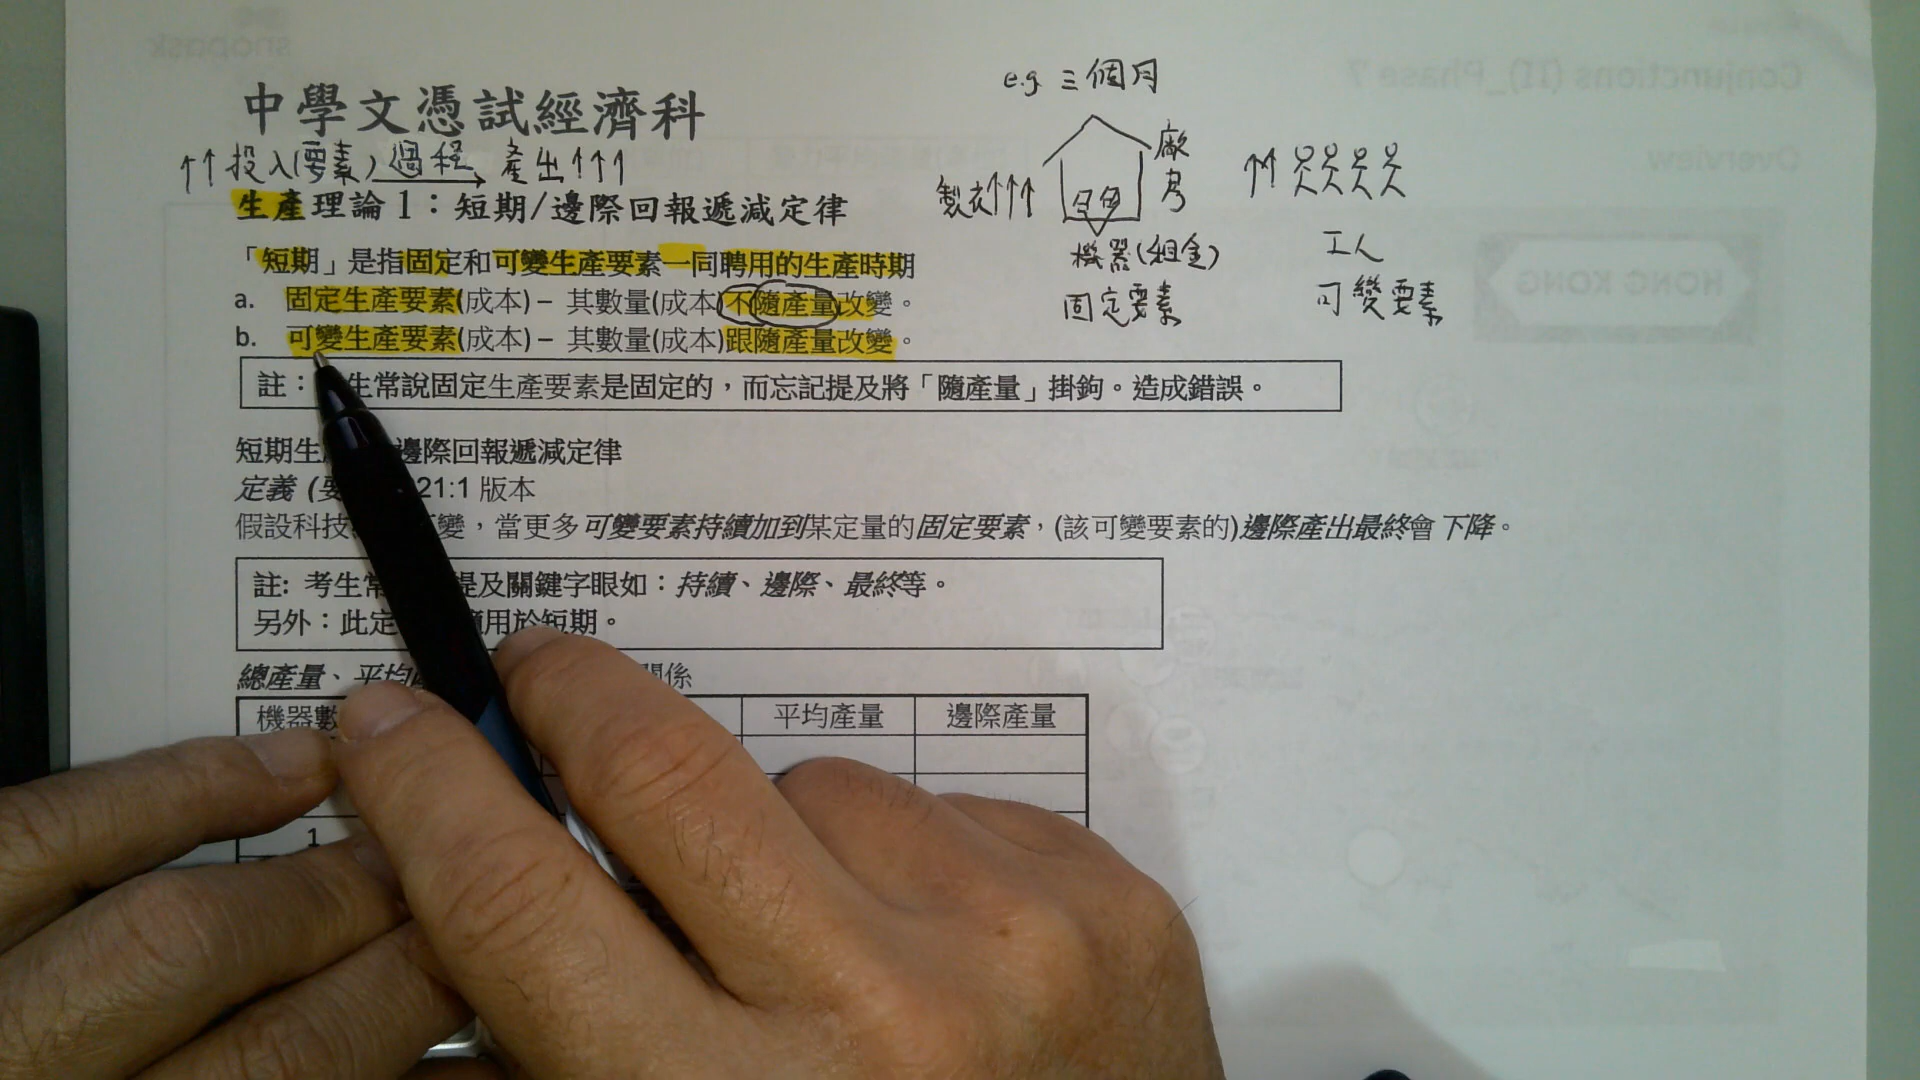 e.g. 三個月
中學文憑試經濟科
↑↑投入(要素) 過程 → 產出↑↑↑
生產理論 1：短期/邊際回報遞減定律
製衣↑↑↑
廠房
↑↑
機器(租金)
工人
固定要素
可變要素
「短期」是指固定和可變生產要素一同聘用的生產時期
a. 固定生產要素(成本) – 其數量(成本)不隨產量改變。
b. 可變生產要素(成本) – 其數量(成本)跟隨產量改變。
註： 生常說固定生產要素是固定的，而忘記提及將「隨產量」掛鉤。造成錯誤。
短期生 邊際回報遞減定律
定義 (要 21:1 版本
假設科技 變，當更多可變要素持續加到某定量的固定要素，(該可變要素的)邊際產出最終會下降。
註: 考生常 提及關鍵字眼如：持續、邊際、最終等。
另外：此定 適用於短期。
總產量、平均 關係
機器數 平均產量 邊際產量
1
Conjunctions (II)_Phase 7
Overview
snapask
HONG KONG